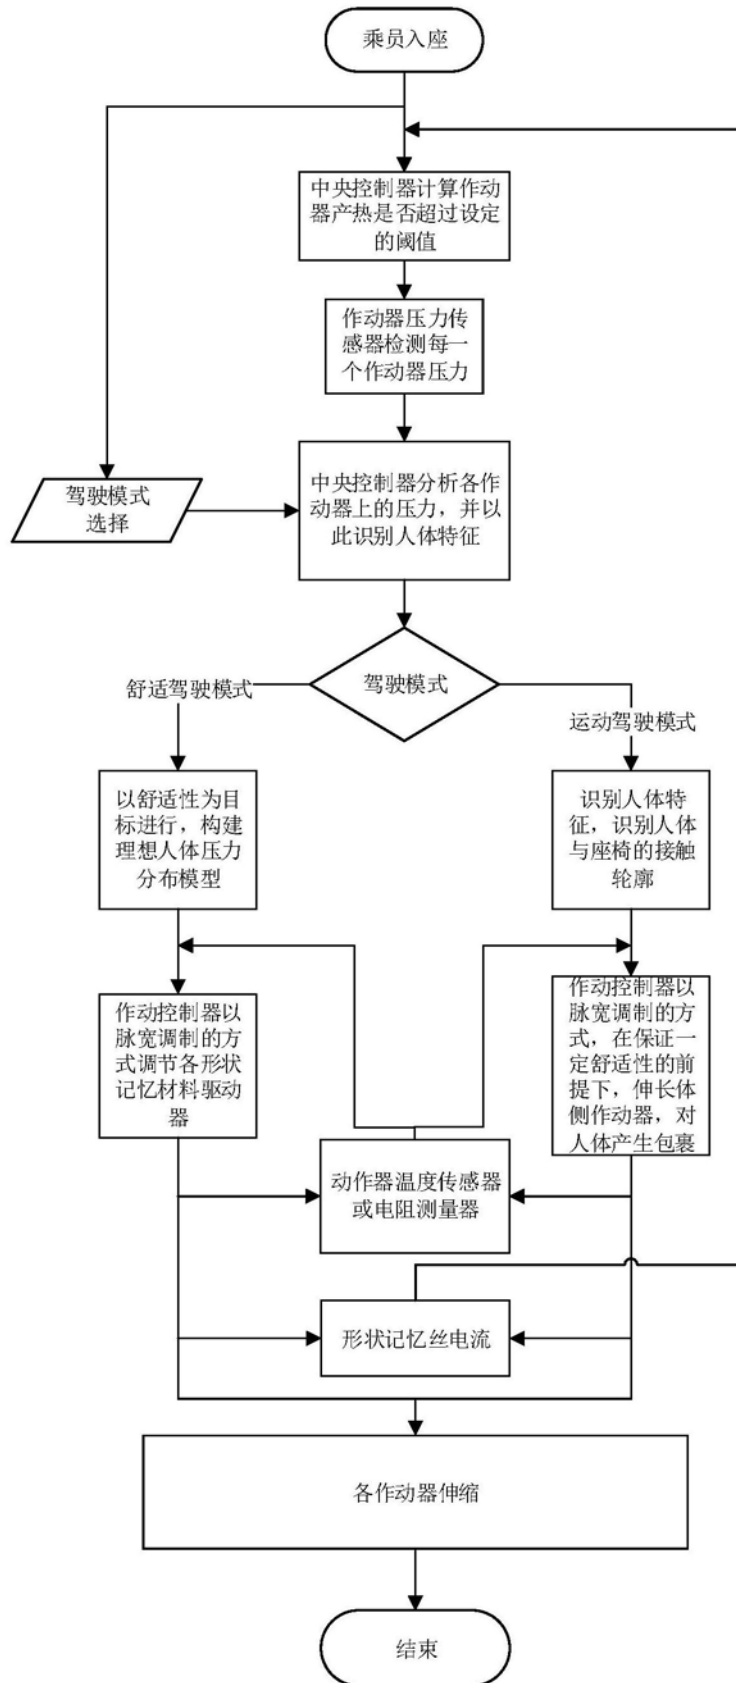 乘员入座
中央控制器计算作动
器产热是否超过设定
的阈值
作动器压力传
感器检测每一
个作动器压力
驾驶模式
选择
中央控制器分析各作
动器上的压力，并以
此识别人体特征
驾驶模式
舒适驾驶模式
运动驾驶模式
以舒适性为目
标进行，构建
理想人体压力
分布模型
识别人体特
征，识别人体
与座椅的接触
轮廓
作动控制器以
脉宽调制的方
式调节各形状
记忆材料驱动
器
作动控制器以
脉宽调制的方
式，在保证一
定舒适性的前
提下，伸长体
侧作动器，对
人体产生包裹
动作器温度传感器
或电阻测量器
形状记忆丝电流
各作动器伸缩
结束